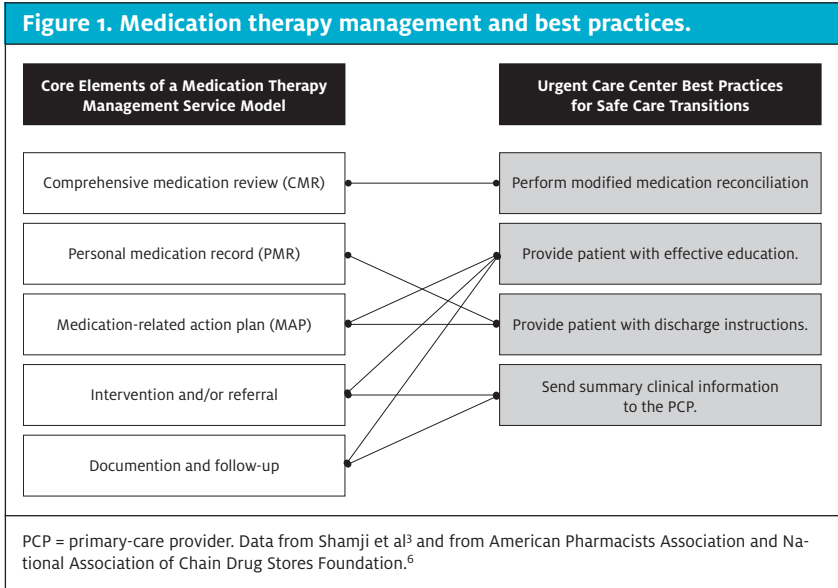 Figure 1. Medication therapy management and best practices.
Core Elements of a Medication Therapy
Management Service Model
Urgent Care Center Best Practices
for Safe Care Transitions
Comprehensive medication review (CMR)
Perform modified medication reconciliation
Personal medication record (PMR)
Provide patient with effective education.
Medication-related action plan (MAP)
Provide patient with discharge instructions.
Intervention and/or referral
Send summary clinical information
to the PCP.
Documention and follow-up
PCP = primary-care provider. Data from Shamji et al³ and from American Pharmacists Association and Na-
tional Association of Chain Drug Stores Foundation.⁶